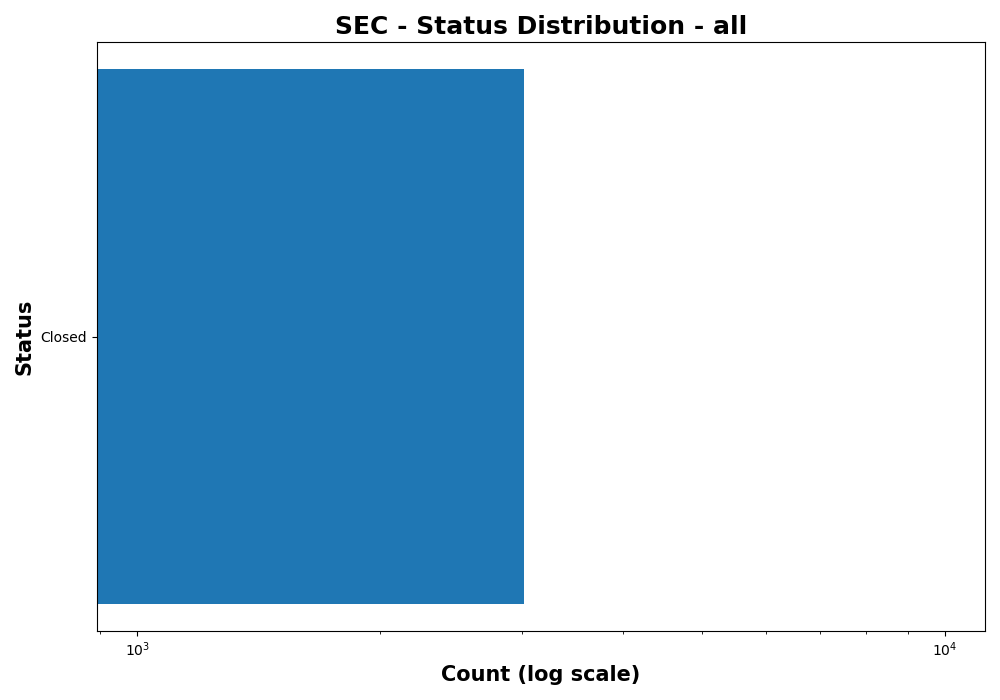 SEC - Status Distribution - all
Status
Closed
10³
10⁴
Count (log scale)